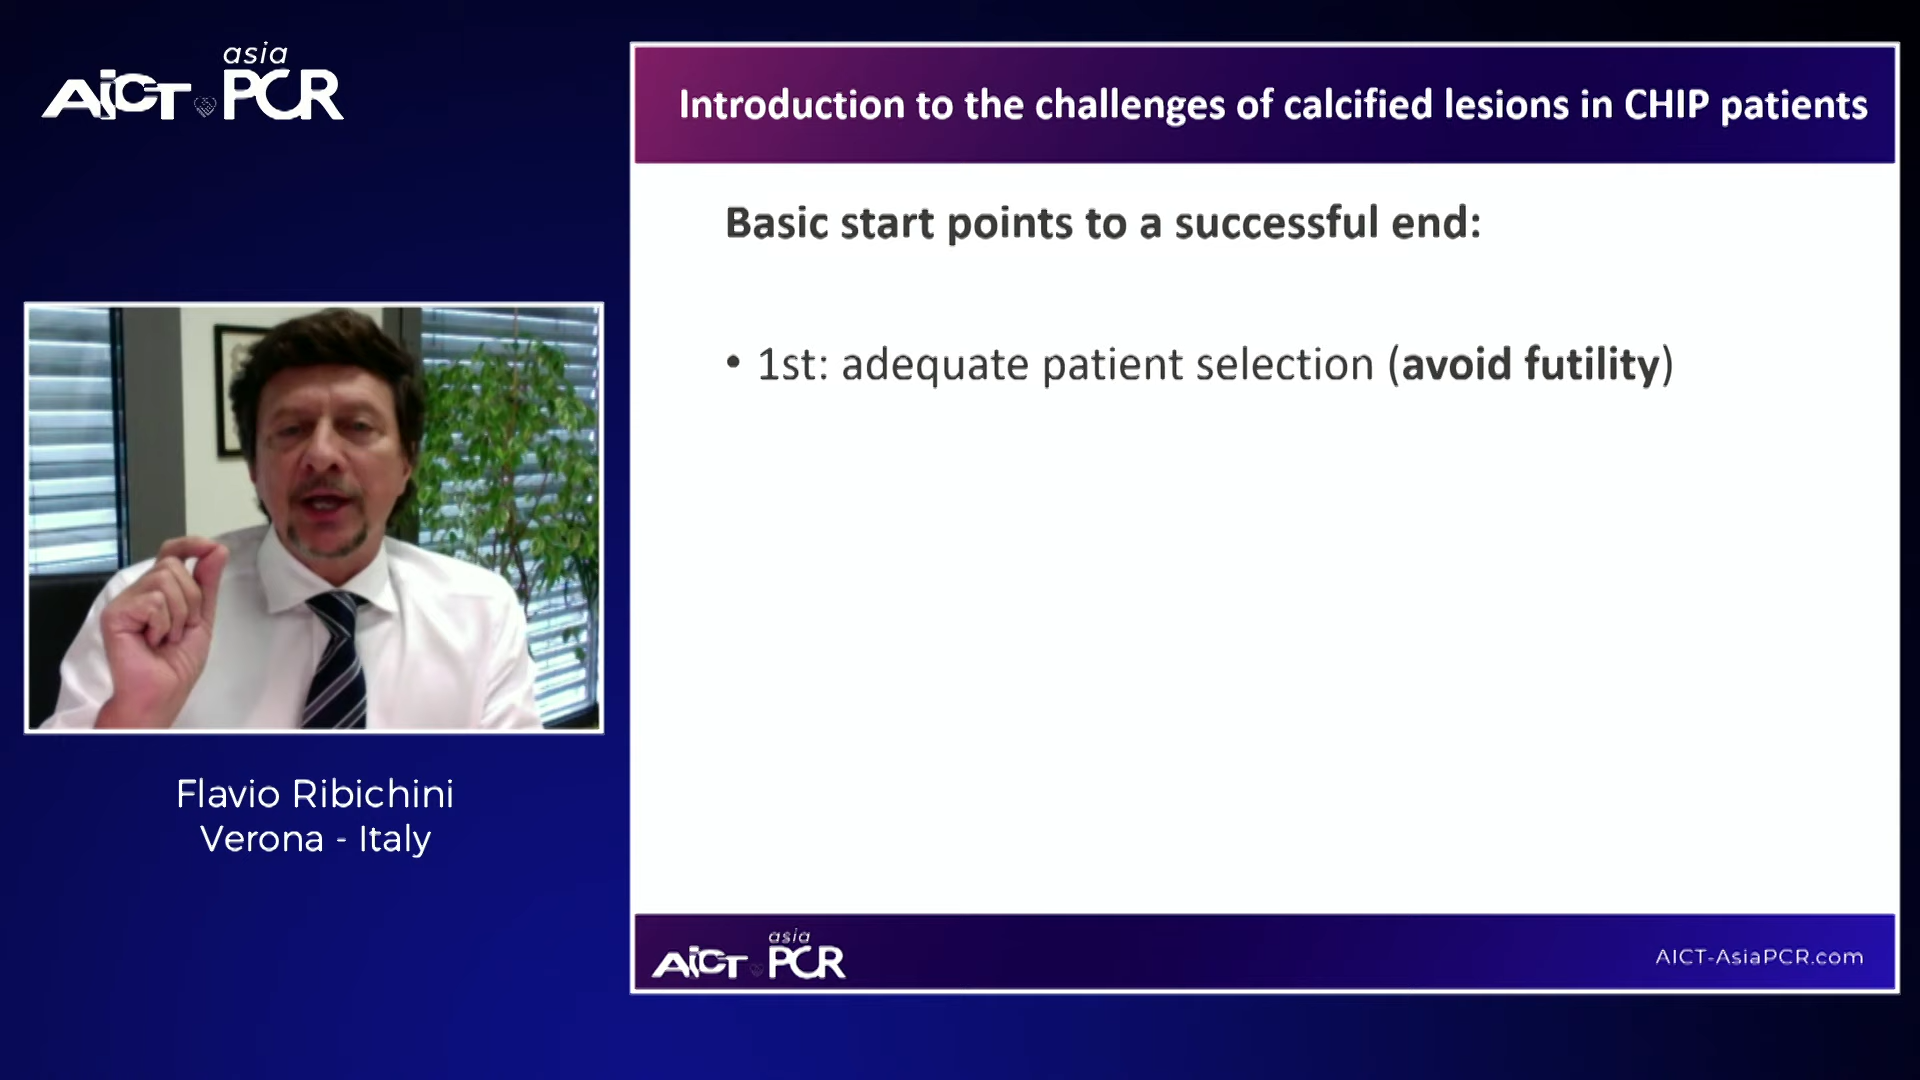 asia
AICT PCR
Introduction to the challenges of calcified lesions in CHIP patients
Basic start points to a successful end:
• 1st: adequate patient selection (avoid futility)
Flavio Ribichini
Verona - Italy
asia
AICT PCR
AICT-AsiaPCR.com